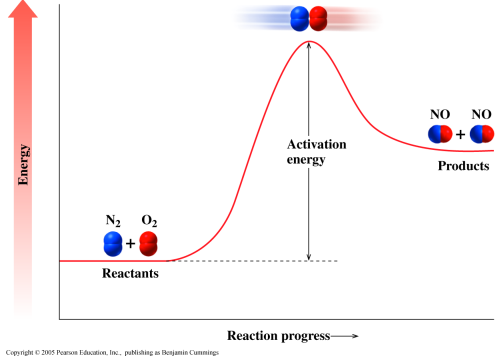 NO NO
+
Activation
energy
Products
Energy
N2 O2
+
Reactants
Reaction progress
Copyright © 2005 Pearson Education, Inc., publishing as Benjamin Cummings